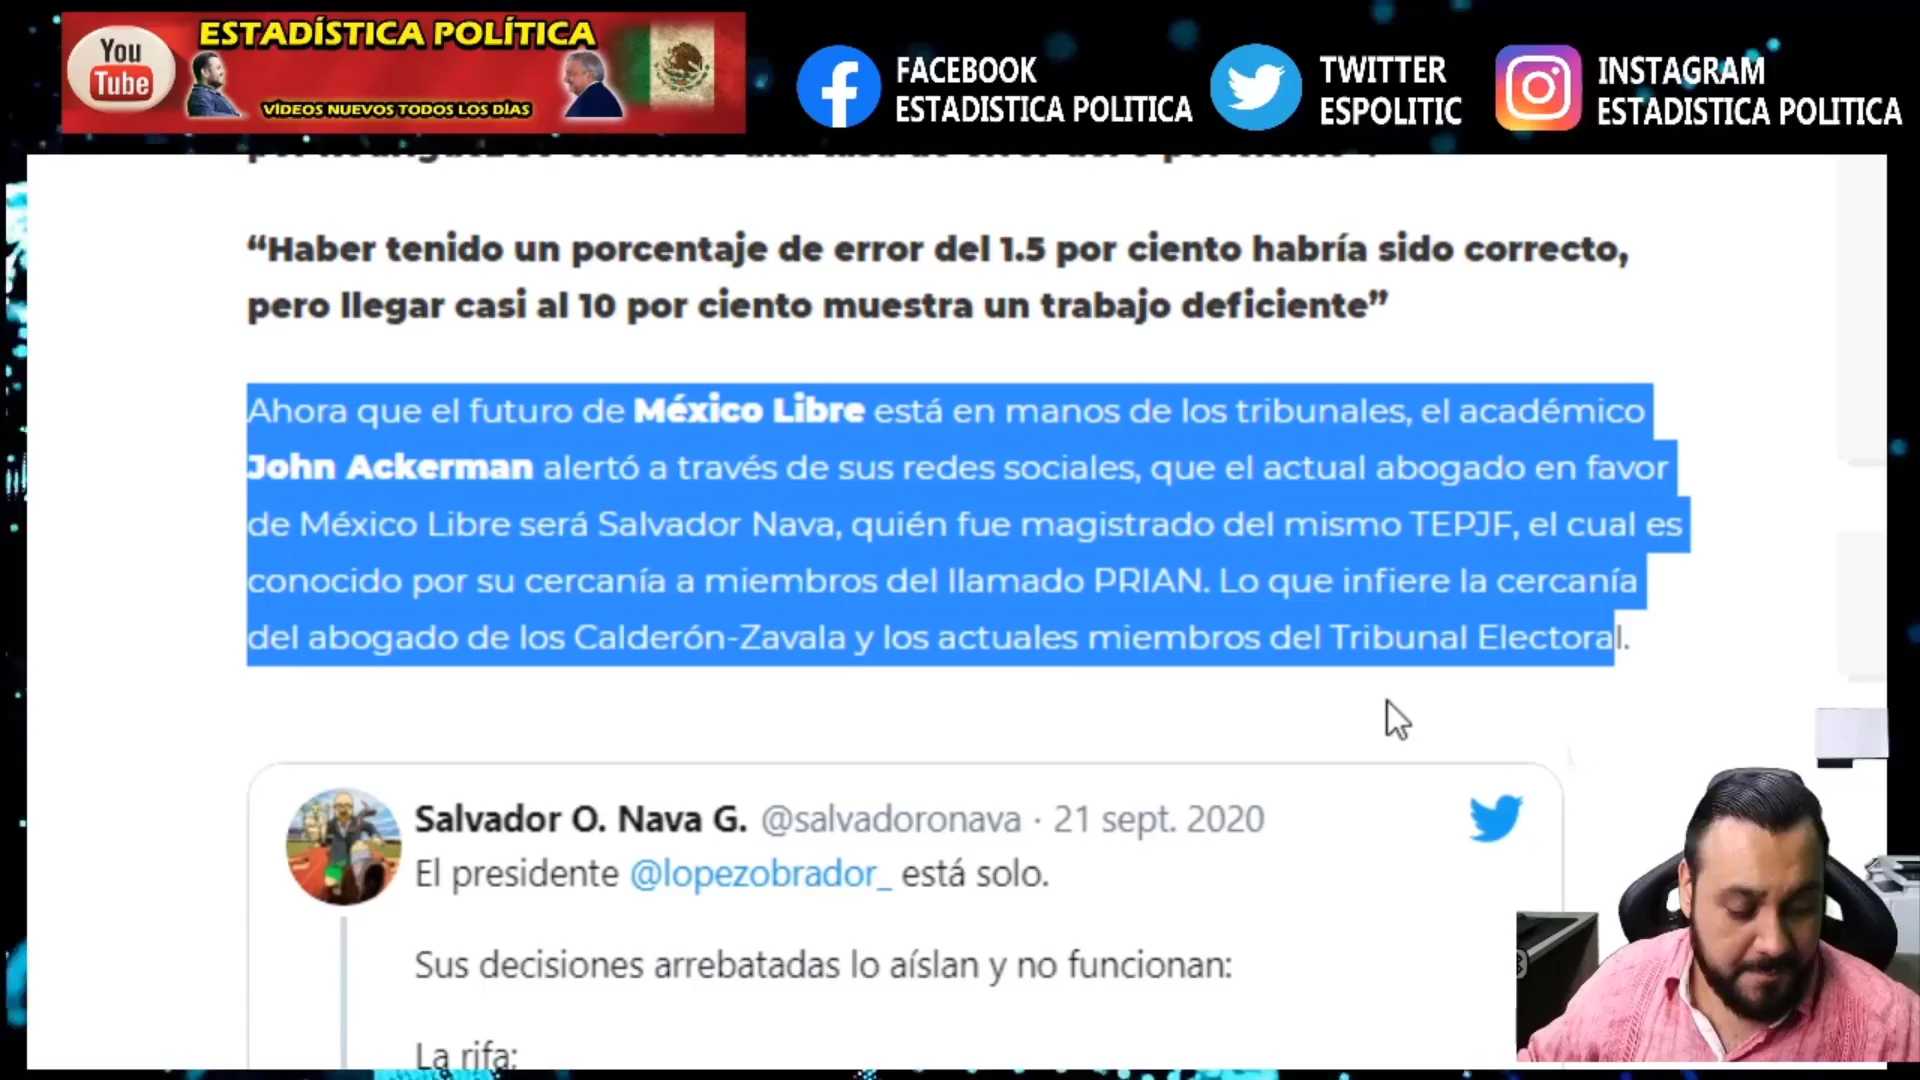 You
Tube
ESTADÍSTICA POLÍTICA
VÍDEOS NUEVOS TODOS LOS DÍAS
FACEBOOK
ESTADISTICA POLITICA
TWITTER
ESPOLITIC
INSTAGRAM
ESTADISTICA POLITICA
“Haber tenido un porcentaje de error del 1.5 por ciento habría sido correcto,
pero llegar casi al 10 por ciento muestra un trabajo deficiente”
Ahora que el futuro de México Libre está en manos de los tribunales, el académico
John Ackerman alertó a través de sus redes sociales, que el actual abogado en favor
de México Libre será Salvador Nava, quién fue magistrado del mismo TEPJF, el cual es
conocido por su cercanía a miembros del llamado PRIAN. Lo que infiere la cercanía
del abogado de los Calderón-Zavala y los actuales miembros del Tribunal Electoral.
Salvador O. Nava G. @salvadoronava · 21 sept. 2020
El presidente @lopezobrador_ está solo.
Sus decisiones arrebatadas lo aíslan y no funcionan:
La rifa: